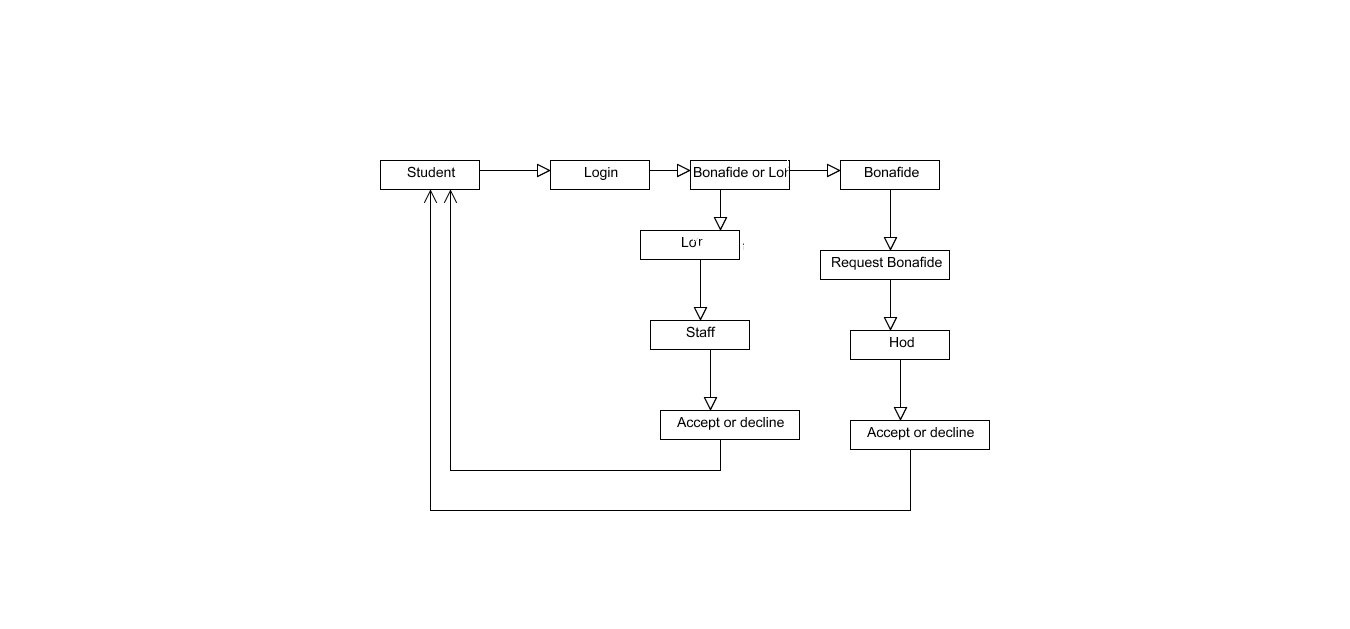 Student
Login
Bonafide or Lor
Bonafide
Lor
Request Bonafide
Staff
Hod
Accept or decline
Accept or decline